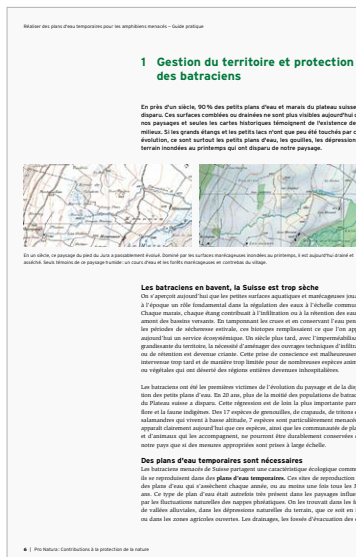 Réaliser des plans d'eau temporaires pour les amphibiens menacés – Guide pratique
1 Gestion du territoire et protection
des batraciens
En près d'un siècle, 90 % des petits plans d'eau et marais du plateau suisse
disparu. Ces surfaces comblées ou drainées ne sont plus visibles aujourd'hui d
nos paysages et seules les cartes historiques témoignent de l'existence de
milieux. Si les grands étangs et les petits lacs n'ont que peu été touchés par c
évolution, ce sont surtout les petits plans d'eau, les gouilles, les dépression
terrain inondées au printemps qui ont disparu de notre paysage.
En un siècle, ce paysage du pied du Jura a passablement évolué. Dominé par les surfaces marécageuses inondées au printemps, il est aujourd'hui drainé et
asséché. Seuls témoins de ce paysage humide : un cours d'eau et les forêts marécageuses en contrebas du village.
Les batraciens en bavent, la Suisse est trop sèche
On s'aperçoit aujourd'hui que les petites surfaces aquatiques et marécageuses joua
à l'époque un rôle fondamental dans la régulation des eaux à l'échelle commu
Chaque marais, chaque étang contribuait à l'infiltration ou à la rétention des eau
amont des bassins versants. En tamponnant les crues et en conservant l'eau pen
les périodes de sécheresse estivale, ces biotopes remplissaient ce que l'on app
aujourd'hui un service écosystémique. Un siècle plus tard, avec l'imperméabilis
grandissante du territoire, la nécessité d'aménager des ouvrages techniques d'infiltra
ou de rétention est devenue criante. Cette prise de conscience est malheureuse
intervenue trop tard et de manière trop limitée pour de nombreuses espèces anim
ou végétales qui ont déserté des régions entières devenues inhospitalières.
Les batraciens ont été les premières victimes de l'évolution du paysage et de la disp
tion des petits plans d'eau. En 20 ans, plus de la moitié des populations de batrac
du Plateau suisse a disparu. Cette régression est de loin la plus importante parm
flore et la faune indigènes. Des 17 espèces de grenouilles, de crapauds, de tritons e
salamandres qui vivent à basse altitude, 7 espèces sont particulièrement menacé
apparaît clairement aujourd'hui que ces espèces, ainsi que les communautés de pla
et d'animaux qui les accompagnent, ne pourront être durablement conservées d
notre pays que si des mesures appropriées sont prises à large échelle.
Des plans d'eau temporaires sont nécessaires
Les batraciens menacés de Suisse partagent une caractéristique écologique comm
ils se reproduisent dans des plans d'eau temporaires. Ces sites de reproduction
des plans d'eau qui s'assèchent chaque année, ou au moins une fois tous les
ans. Ce type de plan d'eau était autrefois très présent dans les paysages influe
par les fluctuations naturelles des nappes phréatiques. On les trouvait dans les f
de vallées alluviales, dans les dépressions naturelles du terrain, que ce soit en
ou dans les zones agricoles ouvertes. Les drainages, les fossés d'évacuation des
6 | Pro Natura: Contributions à la protection de la nature